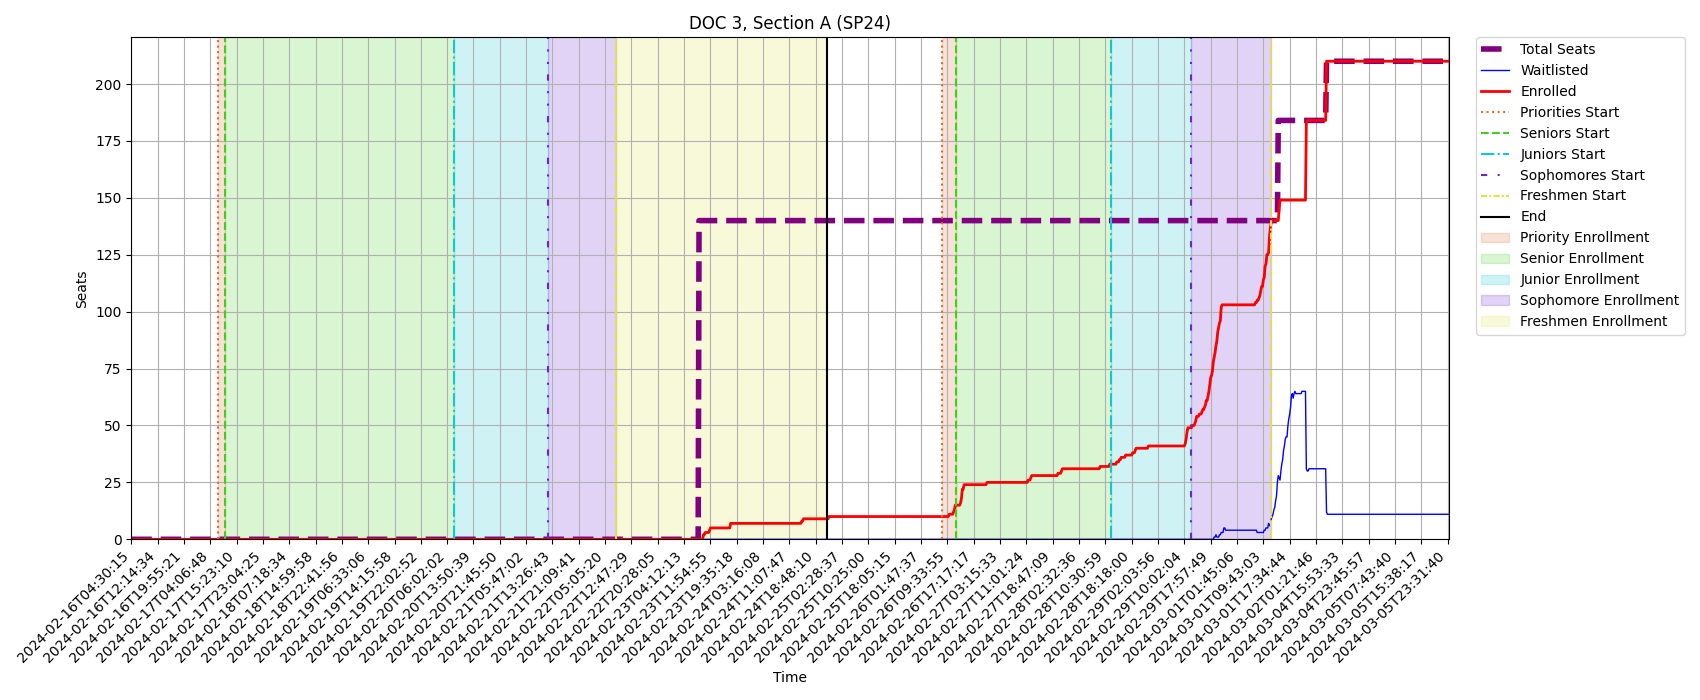 DOC 3, Section A (SP24)
Seats
200
175
150
125
100
75
50
25
0
2024-02-16T04:30:15
2024-02-16T12:14:34
2024-02-16T19:55:21
2024-02-17T04:06:48
2024-02-17T15:23:16
2024-02-17T23:04:25
2024-02-18T07:18:34
2024-02-18T14:59:58
2024-02-18T22:41:56
2024-02-19T06:33:06
2024-02-19T14:15:58
2024-02-19T22:02:52
2024-02-20T06:02:02
2024-02-20T13:50:39
2024-02-20T21:45:50
2024-02-21T05:47:02
2024-02-21T13:26:43
2024-02-21T21:09:41
2024-02-22T05:05:20
2024-02-22T12:47:29
2024-02-22T20:28:05
2024-02-23T04:12:13
2024-02-23T11:54:55
2024-02-23T19:35:18
2024-02-24T03:16:08
2024-02-24T11:07:47
2024-02-24T18:48:10
2024-02-25T02:28:37
2024-02-25T10:25:00
2024-02-25T18:05:15
2024-02-26T01:47:37
2024-02-26T09:33:55
2024-02-26T17:17:17
2024-02-27T03:15:33
2024-02-27T11:01:24
2024-02-27T18:47:09
2024-02-28T02:32:36
2024-02-28T10:30:59
2024-02-28T18:18:00
2024-02-29T02:03:56
2024-02-29T10:02:04
2024-02-29T17:57:49
2024-03-01T01:45:06
2024-03-01T09:43:03
2024-03-01T17:34:44
2024-03-02T01:21:46
2024-03-04T15:53:33
2024-03-04T23:45:57
2024-03-05T07:43:40
2024-03-05T15:38:17
2024-03-05T23:31:40
Time
Total Seats
Waitlisted
Enrolled
Priorities Start
Seniors Start
Juniors Start
Sophomores Start
Freshmen Start
End
Priority Enrollment
Senior Enrollment
Junior Enrollment
Sophomore Enrollment
Freshmen Enrollment